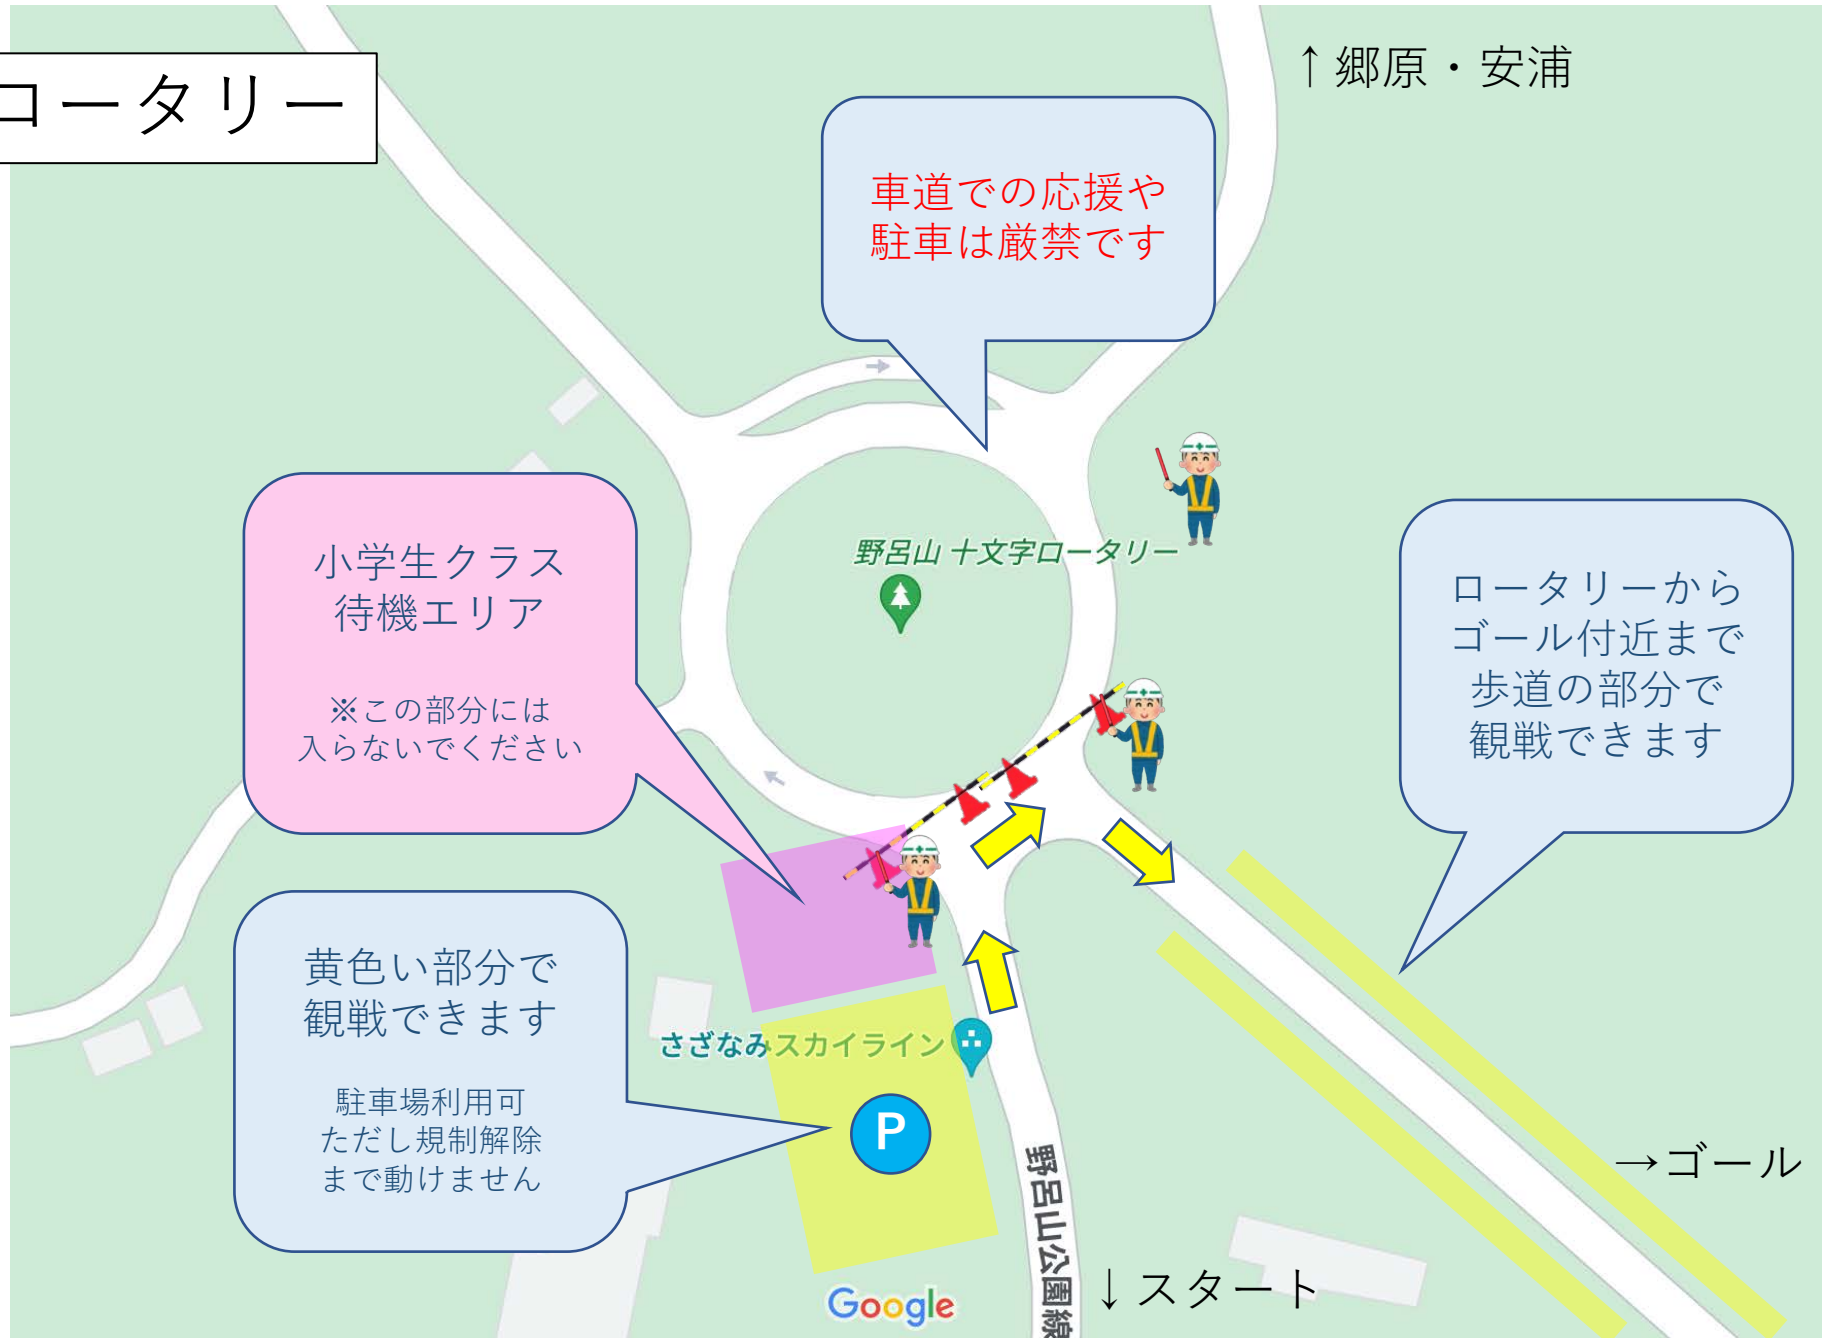 ロータリー
↑郷原・安浦
車道での応援や
駐車は厳禁です
野呂山 十文字ロータリー
小学生クラス
待機エリア
※この部分には
入らないでください
ロータリーから
ゴール付近まで
歩道の部分で
観戦できます
黄色い部分で
観戦できます
駐車場利用可
ただし規制解除
まで動けません
さざなみスカイライン
P
野呂山公園線
→ゴール
↓スタート
Google